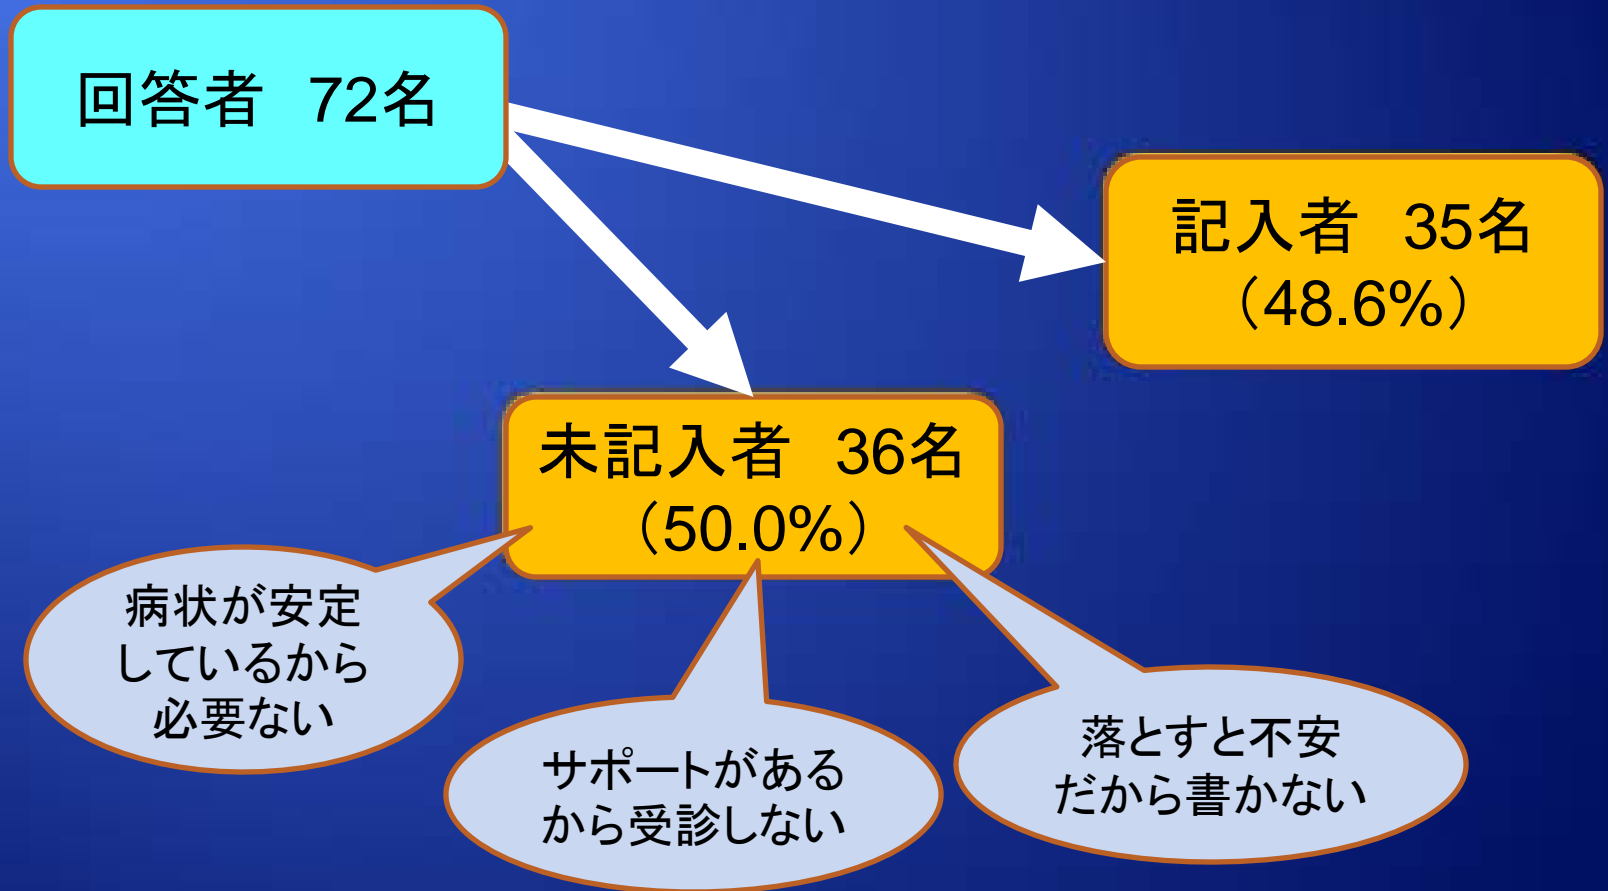 回答者　72名
記入者　35名
（48.6%）
未記入者　36名
（50.0%）
病状が安定
しているから
必要ない
サポートがある
から受診しない
落とすと不安
だから書かない